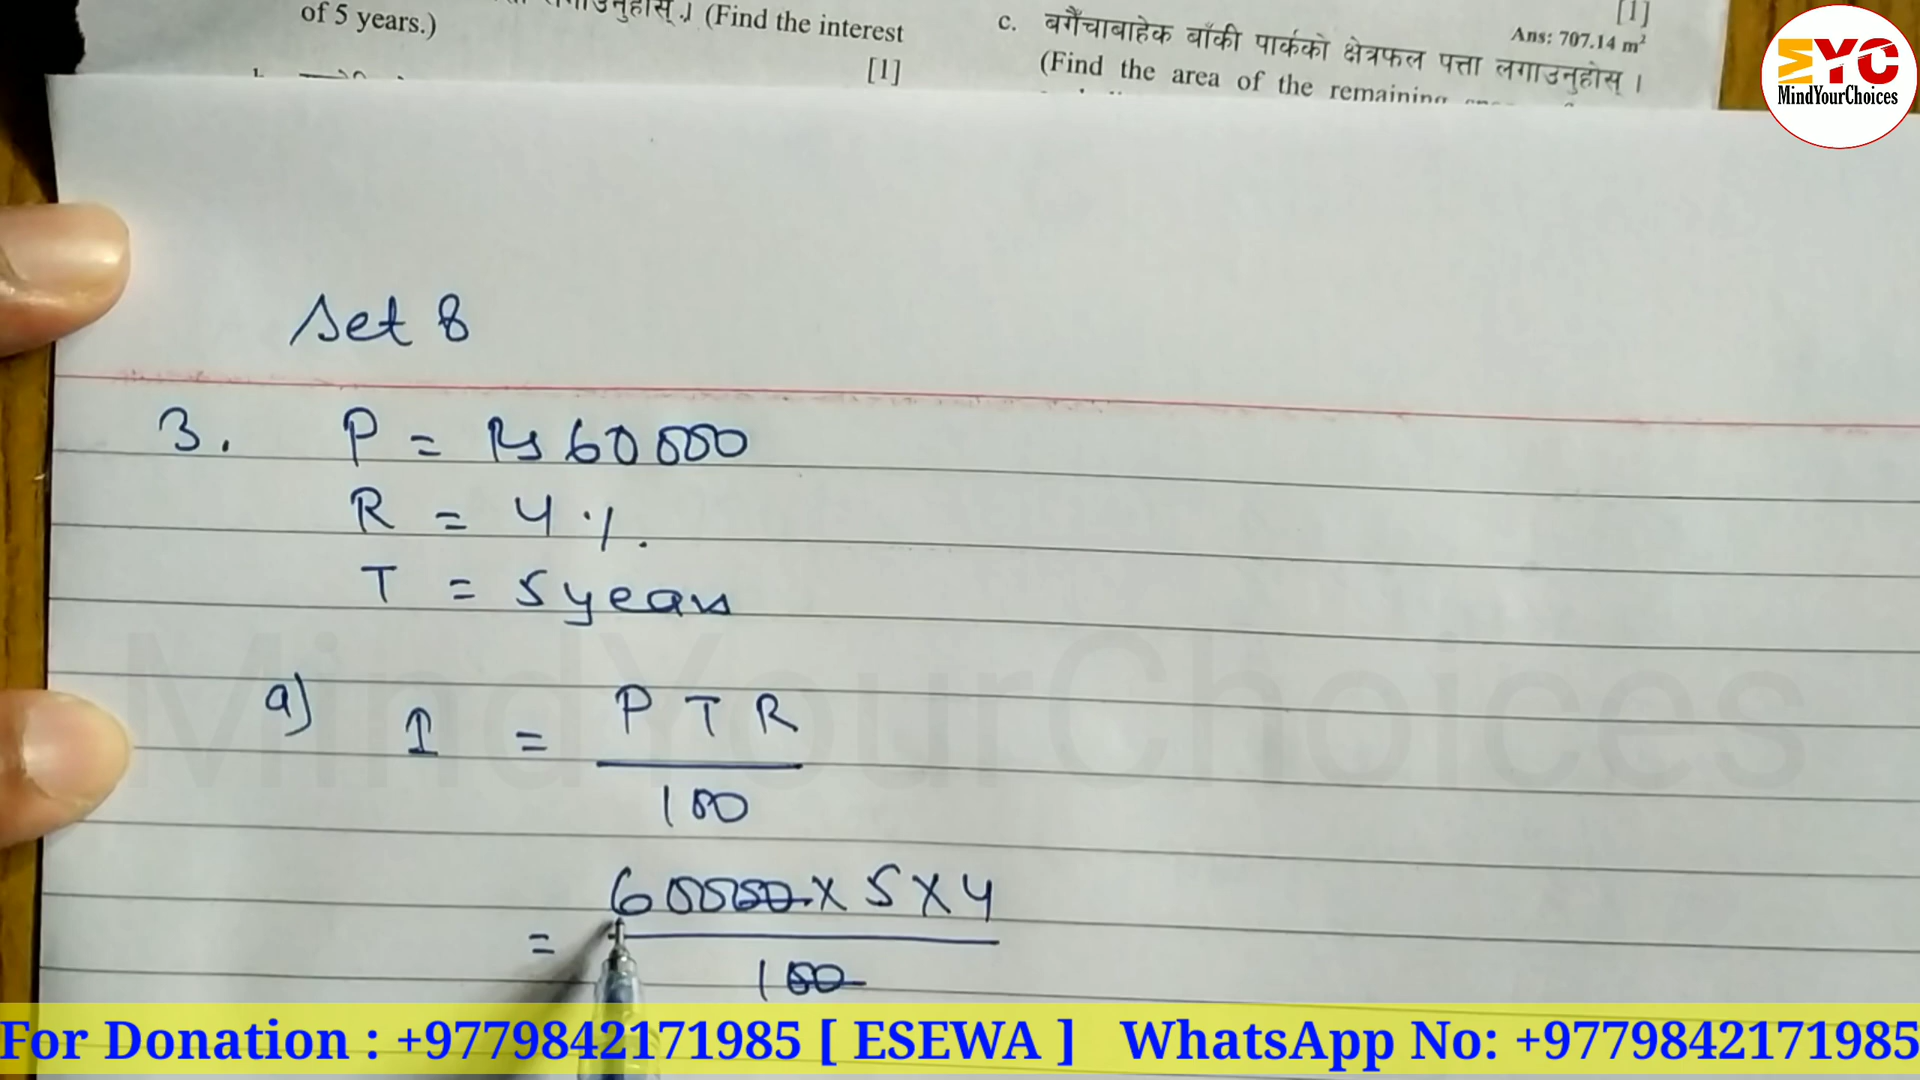 (Find the interest
of 5 years.)
[1]
[1]
Ans: 707.14 m²
c. बगैँचाबाहेक बाँकी पार्कको क्षेत्रफल पत्ता लगाउनुहोस् ।
(Find the area of the remaining
MYC
MindYourChoices
Set 8
3. P = Rs 60000
R = 4 %.
T = 5 years
a) I = P T R
100
= 60000 x 5 x 4
100
MindYourChoices
For Donation : +9779842171985 [ ESEWA ] WhatsApp No: +9779842171985